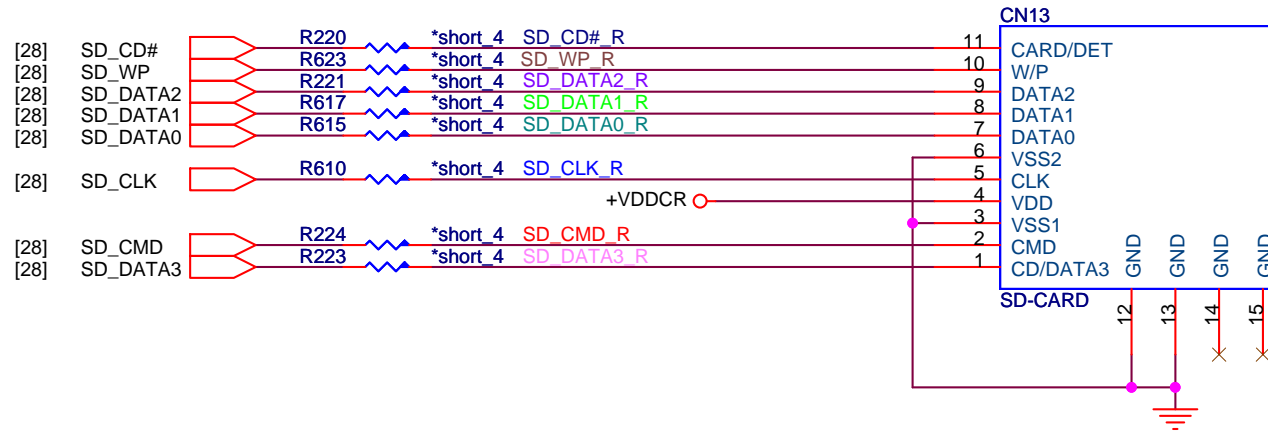 CN13
[28] SD_CD# R220 *short_4 SD_CD#_R 11 CARD/DET
[28] SD_WP R623 *short_4 SD_WP_R 10 W/P
[28] SD_DATA2 R221 *short_4 SD_DATA2_R 9 DATA2
[28] SD_DATA1 R617 *short_4 SD_DATA1_R 8 DATA1
[28] SD_DATA0 R615 *short_4 SD_DATA0_R 7 DATA0
6 VSS2
[28] SD_CLK R610 *short_4 SD_CLK_R 5 CLK
+VDDCR 4 VDD
3 VSS1
[28] SD_CMD R224 *short_4 SD_CMD_R 2 CMD
[28] SD_DATA3 R223 *short_4 SD_DATA3_R 1 CD/DATA3
GND GND GND GND
SD-CARD
12 13 14 15